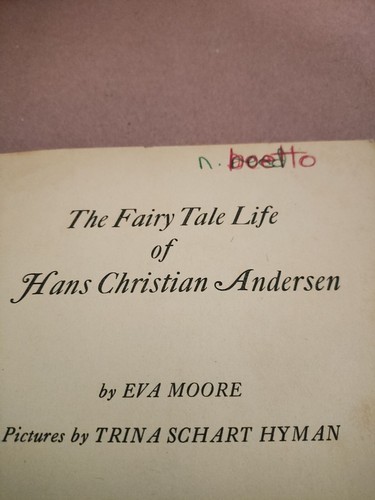 n. boetto
The Fairy Tale Life
of
Hans Christian Andersen
by EVA MOORE
Pictures by TRINA SCHART HYMAN